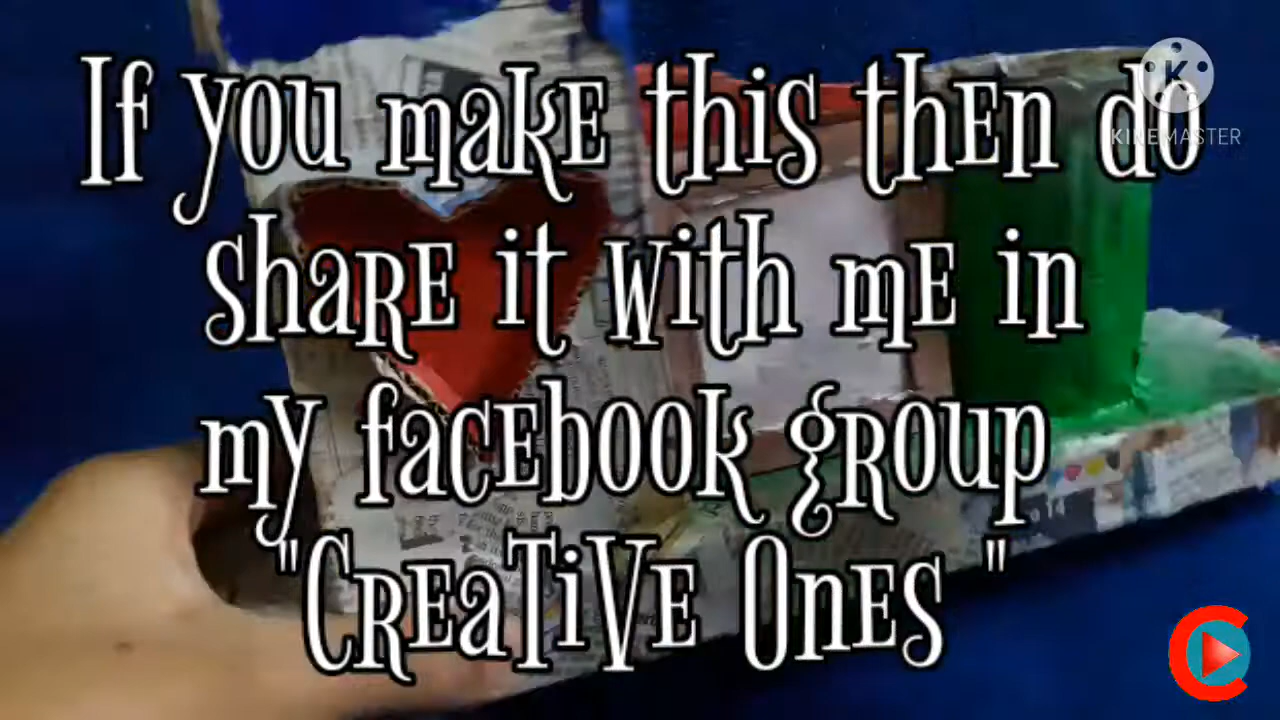 If you make this then do
share it with me in
my facebook group
"Creative Ones "
K
KINEMASTER